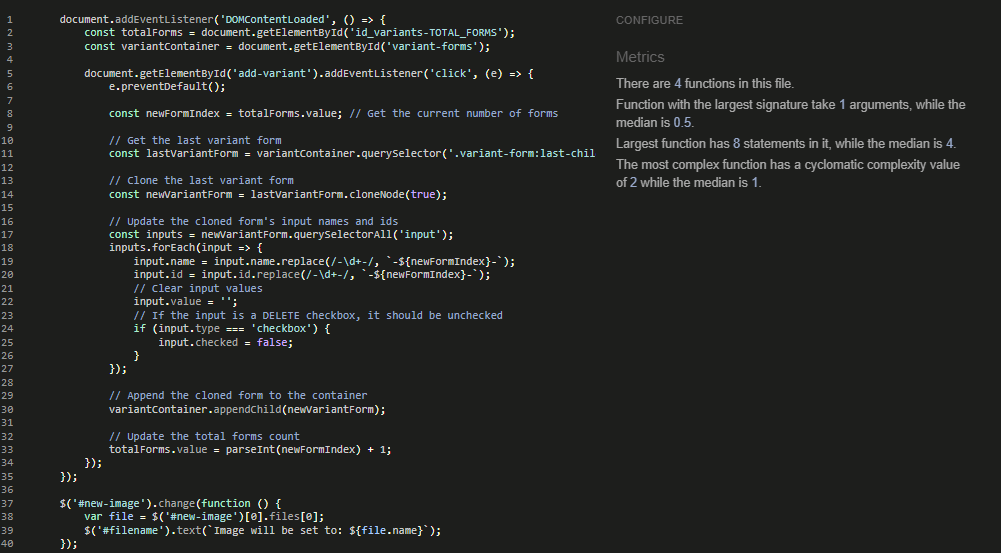 CONFIGURE
1 document.addEventListener('DOMContentLoaded', () => {
2 const totalForms = document.getElementById('id_variants-TOTAL_FORMS');
3 const variantContainer = document.getElementById('variant-forms');
4
5 document.getElementById('add-variant').addEventListener('click', (e) => {
6 e.preventDefault();
7
8 const newFormIndex = totalForms.value; // Get the current number of forms
9
10 // Get the last variant form
11 const lastVariantForm = variantContainer.querySelector('.variant-form:last-chil
12
13 // Clone the last variant form
14 const newVariantForm = lastVariantForm.cloneNode(true);
15
16 // Update the cloned form's input names and ids
17 const inputs = newVariantForm.querySelectorAll('input');
18 inputs.forEach(input => {
19 input.name = input.name.replace(/-\d+-/, `-${newFormIndex}-`);
20 input.id = input.id.replace(/-\d+-/, `-${newFormIndex}-`);
21 // Clear input values
22 input.value = '';
23 // If the input is a DELETE checkbox, it should be unchecked
24 if (input.type === 'checkbox') {
25 input.checked = false;
26 }
27 });
28
29 // Append the cloned form to the container
30 variantContainer.appendChild(newVariantForm);
31
32 // Update the total forms count
33 totalForms.value = parseInt(newFormIndex) + 1;
34 });
35 });
36
37 $('#new-image').change(function () {
38 var file = $('#new-image')[0].files[0];
39 $('#filename').text(`Image will be set to: ${file.name}`);
40 });
Metrics
There are 4 functions in this file.
Function with the largest signature take 1 arguments, while the
median is 0.5.
Largest function has 8 statements in it, while the median is 4.
The most complex function has a cyclomatic complexity value
of 2 while the median is 1.